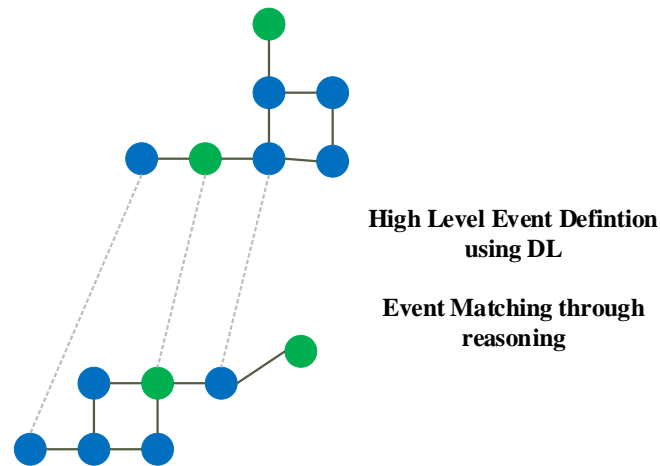 High Level Event Defintion
using DL
Event Matching through
reasoning